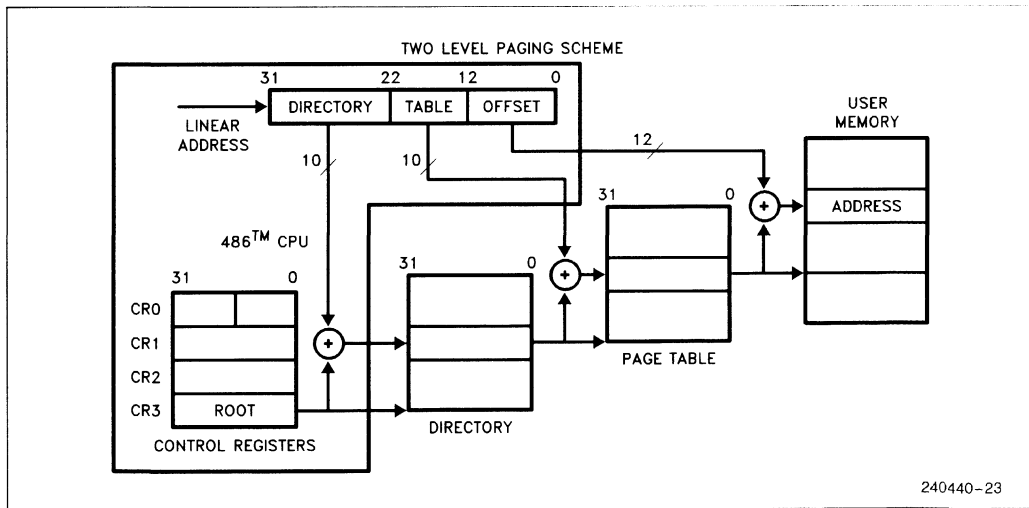 TWO LEVEL PAGING SCHEME
31 22 12 0
DIRECTORY TABLE OFFSET
LINEAR
ADDRESS
USER
MEMORY
10 10 12
31 0
ADDRESS
486TM CPU
31 0
31 0
CR0
CR1
CR2
CR3 ROOT
PAGE TABLE
DIRECTORY
CONTROL REGISTERS
+
+
+
240440-23